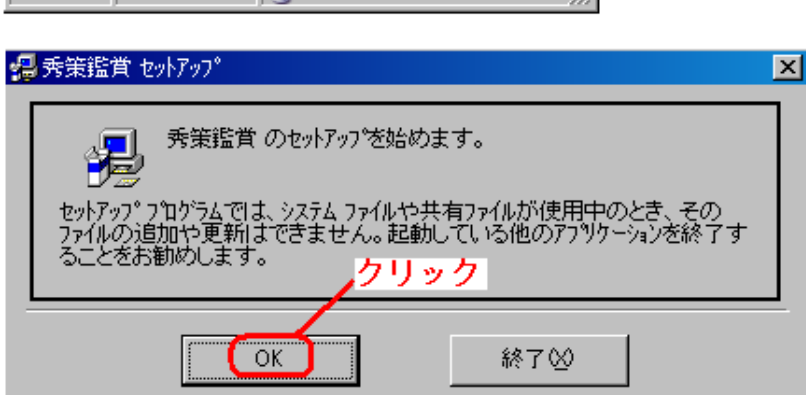 秀策鑑賞 ｾｯﾄｱｯﾌﾟ
秀策鑑賞 のｾｯﾄｱｯﾌﾟを始めます。
ｾｯﾄｱｯﾌﾟ ﾌﾟﾛｸﾞﾗﾑでは、ｼｽﾃﾑ ﾌｧｲﾙや共有ﾌｧｲﾙが使用中のとき、その
ﾌｧｲﾙの追加や更新はできません。起動している他のｱﾌﾟﾘｹｰｼｮﾝを終了す
ることをお勧めします。
クリック
OK
終了(X)